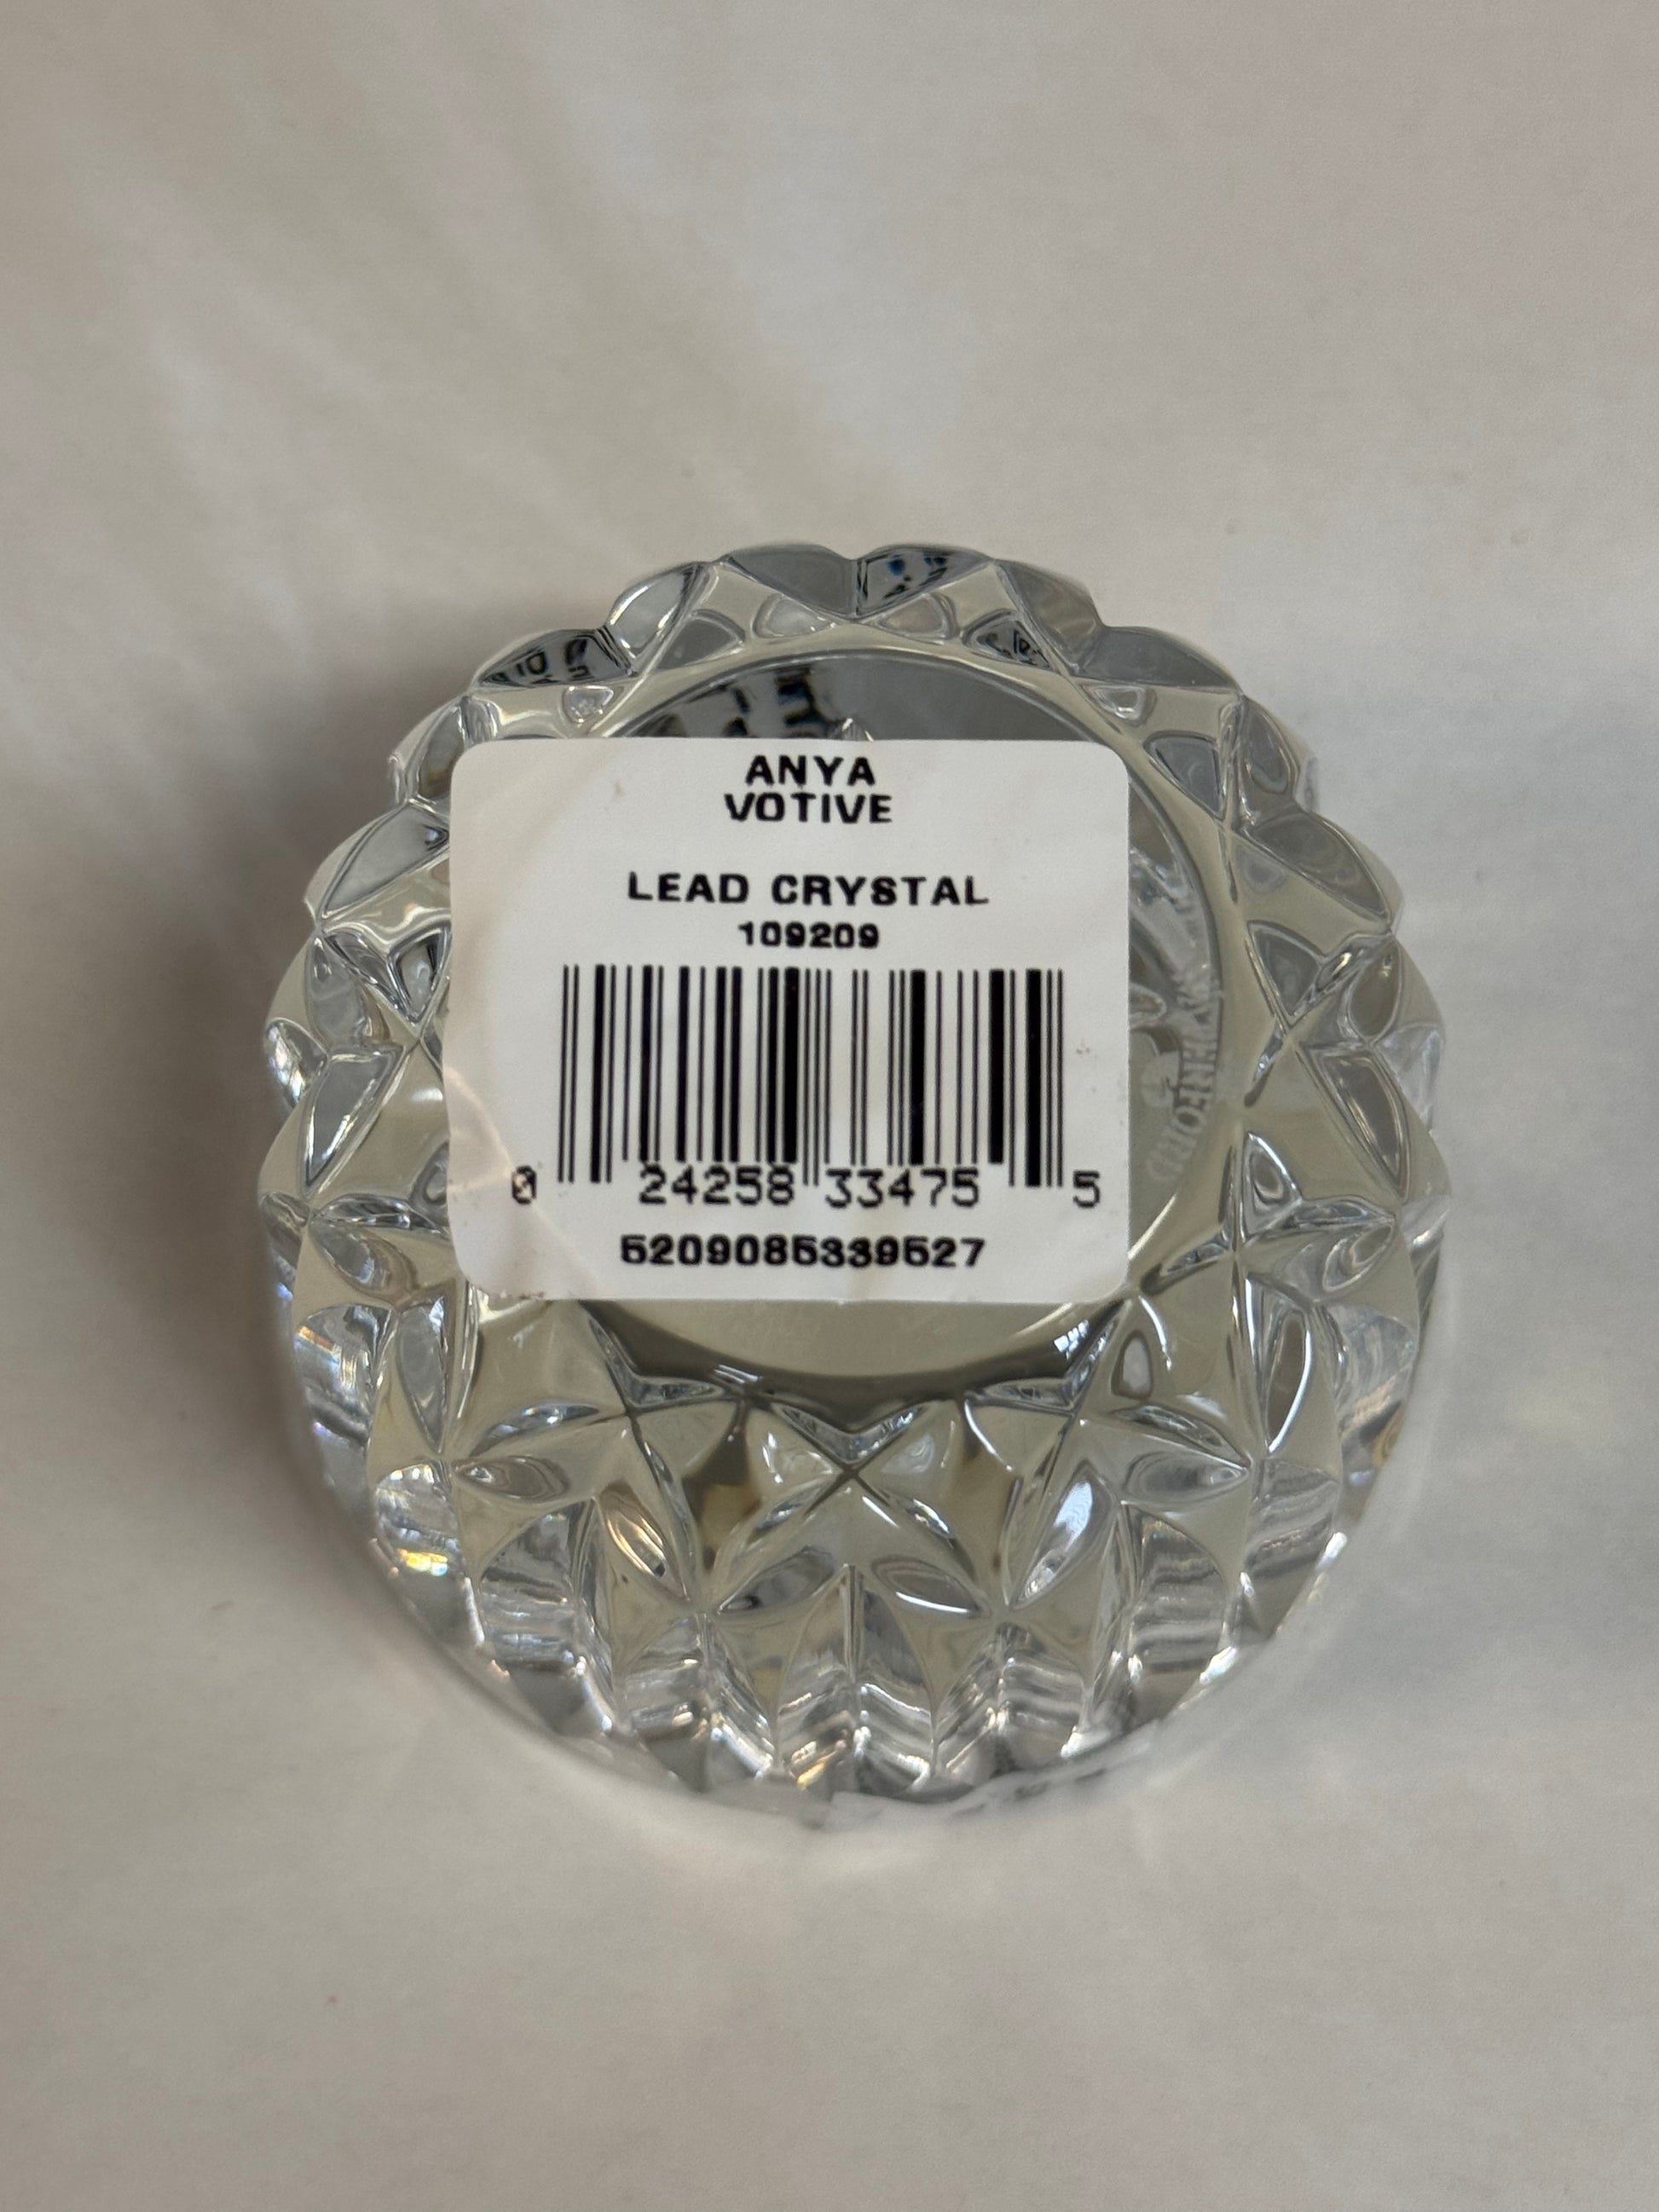 ANYA
VOTIVE
LEAD CRYSTAL
109209
0 24258 33475 5
5209085339527